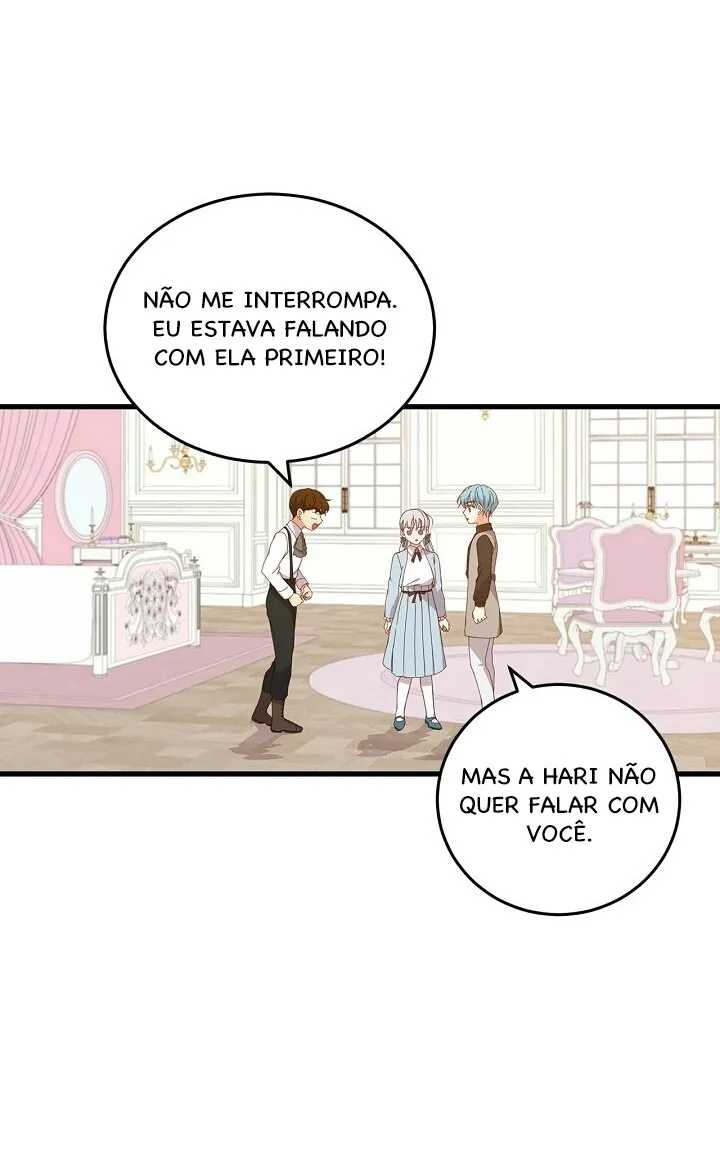 NÃO ME INTERROMPA.
EU ESTAVA FALANDO
COM ELA PRIMEIRO!
MAS A HARI NÃO
QUER FALAR COM
VOCÊ.